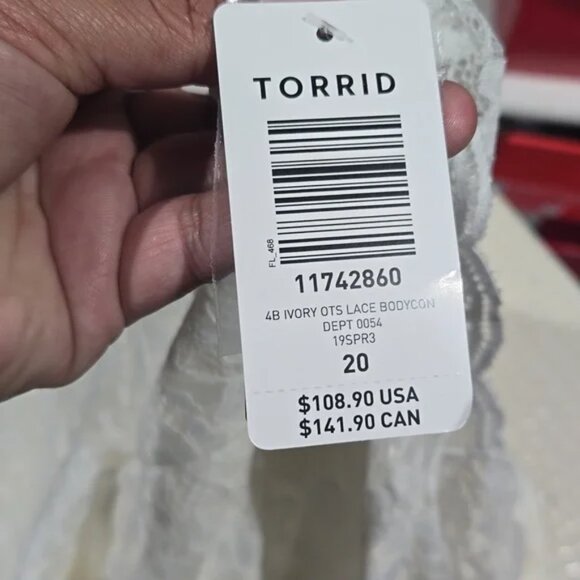 TORRID
FL_468
11742860
4B IVORY OTS LACE BODYCON
DEPT 0054
19SPR3
20
$108.90 USA
$141.90 CAN